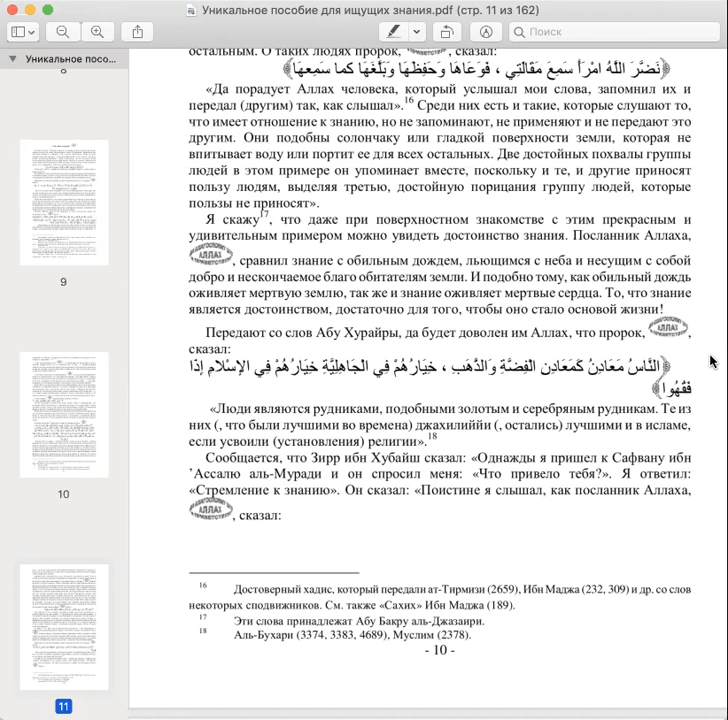 Уникальное пособие для ищущих знания.pdf (стр. 11 из 162)
Поиск
Уникальное посо...
8
9
10
11
остальным. О таких людях пророк, , сказал:
﴿نَضَّرَ اللَّهُ امْرَأً سَمِعَ مَقَالَتِي ، فَوَعَاهَا وَحَفِظَهَا وَبَلَّغَهَا كَما سَمِعَهَا﴾
«Да порадует Аллах человека, который услышал мои слова, запомнил их и
передал (другим) так, как слышал».16 Среди них есть и такие, которые слушают то,
что имеет отношение к знанию, но не запоминают, не применяют и не передают это
другим. Они подобны солончаку или гладкой поверхности земли, которая не
впитывает воду или портит ее для всех остальных. Две достойных похвалы группы
людей в этом примере он упоминает вместе, поскольку и те, и другие приносят
пользу людям, выделяя третью, достойную порицания группу людей, которые
пользы не приносят».
Я скажу17, что даже при поверхностном знакомстве с этим прекрасным и
удивительным примером можно увидеть достоинство знания. Посланник Аллаха,
, сравнил знание с обильным дождем, льющимся с неба и несущим с собой
добро и нескончаемое благо обитателям земли. И подобно тому, как обильный дождь
оживляет мертвую землю, так же и знание оживляет мертвые сердца. То, что знание
является достоинством, достаточно для того, чтобы оно стало основой жизни!
Передают со слов Абу Хурайры, да будет доволен им Аллах, что пророк, ,
сказал:
﴿النَّاسُ مَعَادِنُ كَمَعَادِنِ الْفِضَّةِ وَالذَّهَبِ ، خِيَارُهُمْ فِي الْجَاهِلِيَّةِ خِيَارُهُمْ فِي الإِسْلاَمِ إِذَا
فَقُهُوا﴾
«Люди являются рудниками, подобными золотым и серебряным рудникам. Те из
них (, что были лучшими во времена) джахилиййи (, остались) лучшими и в исламе,
если усвоили (установления) религии».18
Сообщается, что Зирр ибн Хубайш сказал: «Однажды я пришел к Сафвану ибн
’Ассалю аль-Муради и он спросил меня: «Что привело тебя?». Я ответил:
«Стремление к знанию». Он сказал: «Поистине я слышал, как посланник Аллаха,
, сказал:
16 Достоверный хадис, который передали ат-Тирмизи (2659), Ибн Маджа (232, 309) и др. со слов
некоторых сподвижников. См. также «Сахих» Ибн Маджа (189).
17 Эти слова принадлежат Абу Бакру аль-Джазаири.
18 Аль-Бухари (3374, 3383, 4689), Муслим (2378).
- 10 -